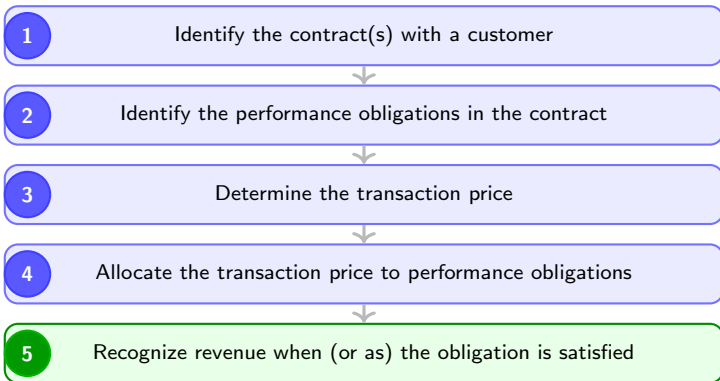 1 Identify the contract(s) with a customer
2 Identify the performance obligations in the contract
3 Determine the transaction price
4 Allocate the transaction price to performance obligations
5 Recognize revenue when (or as) the obligation is satisfied